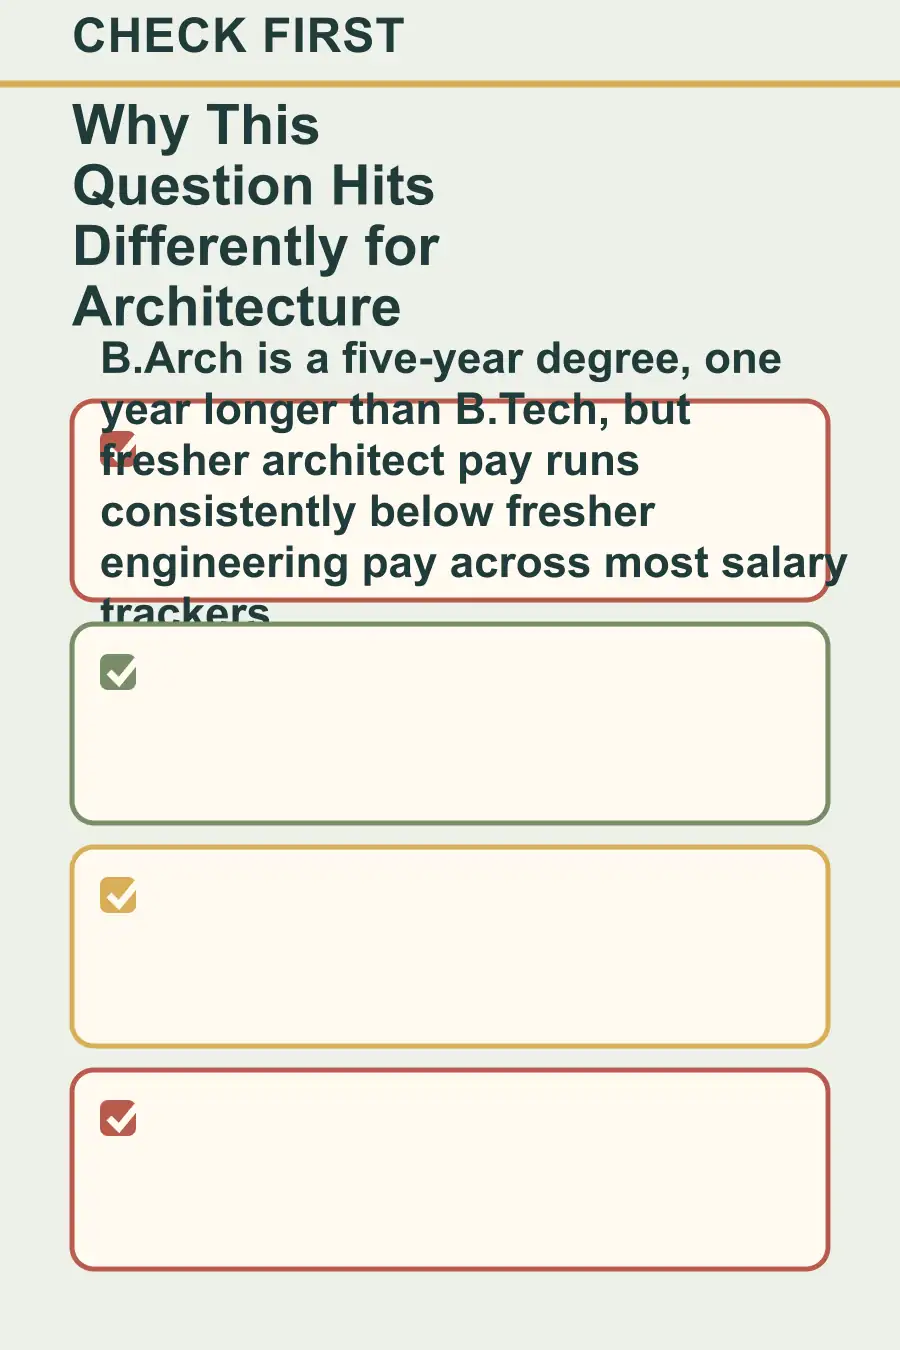 CHECK FIRST
Why This
Question Hits
Differently for
Architecture
B.Arch is a five-year degree, one
year longer than B.Tech, but
fresher architect pay runs
consistently below fresher
engineering pay across most salary
trackers